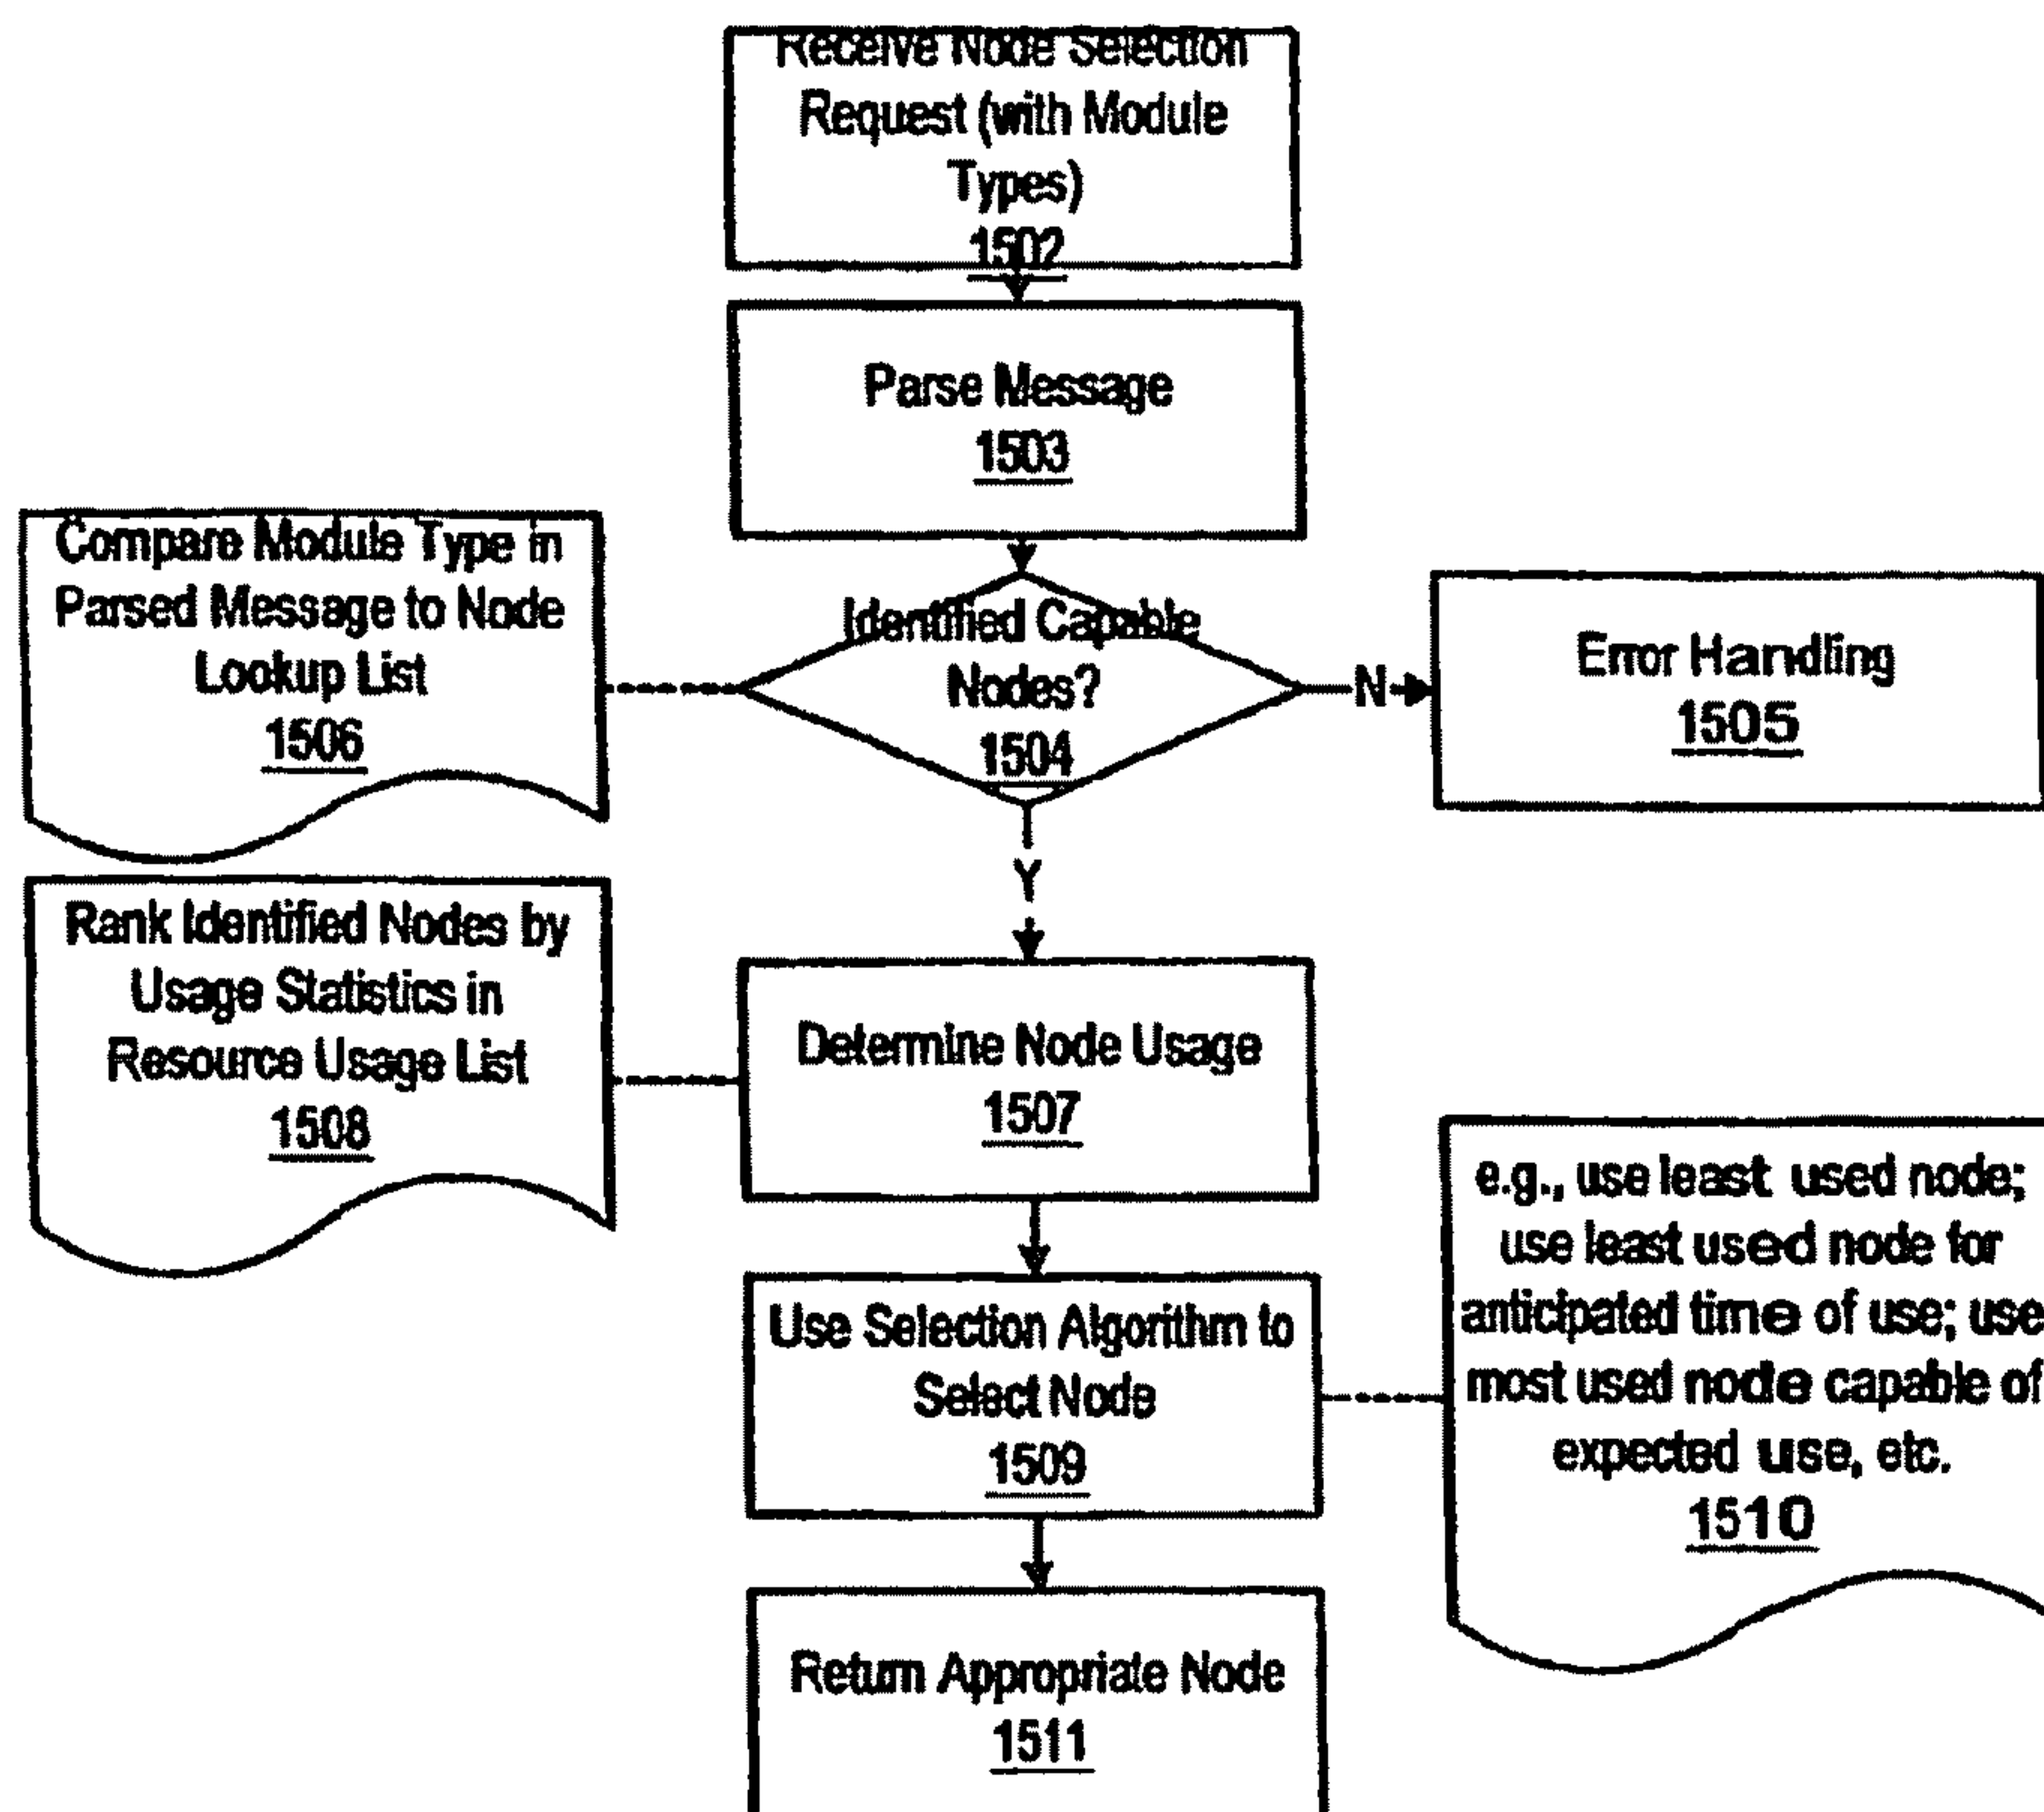 Receive Node Selection
Request (with Module
Types)
1502
Parse Message
1503
Compare Module Type in
Parsed Message to Node
Lookup List
1506
Identified Capable
Nodes?
1504
N
Error Handling
1505
Y
Rank Identified Nodes by
Usage Statistics in
Resource Usage List
1508
Determine Node Usage
1507
Use Selection Algorithm to
Select Node
1509
e.g., use least used node;
use least used node for
anticipated time of use; use
most used node capable of
expected use, etc.
1510
Return Appropriate Node
1511